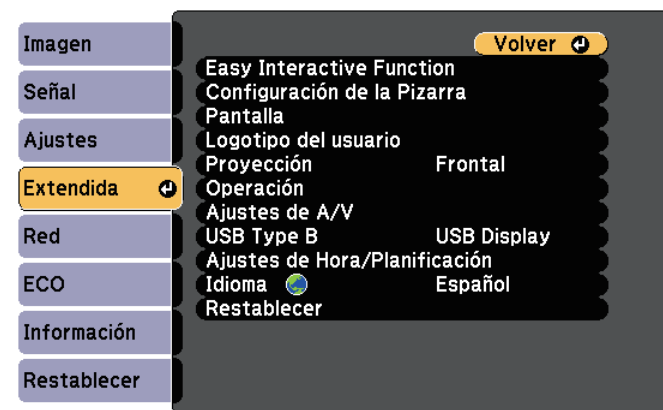 Imagen
Señal
Ajustes
Extendida
Red
ECO
Información
Restablecer
Volver
Easy Interactive Function
Configuración de la Pizarra
Pantalla
Logotipo del usuario
Proyección Frontal
Operación
Ajustes de A/V
USB Type B USB Display
Ajustes de Hora/Planificación
Idioma Español
Restablecer